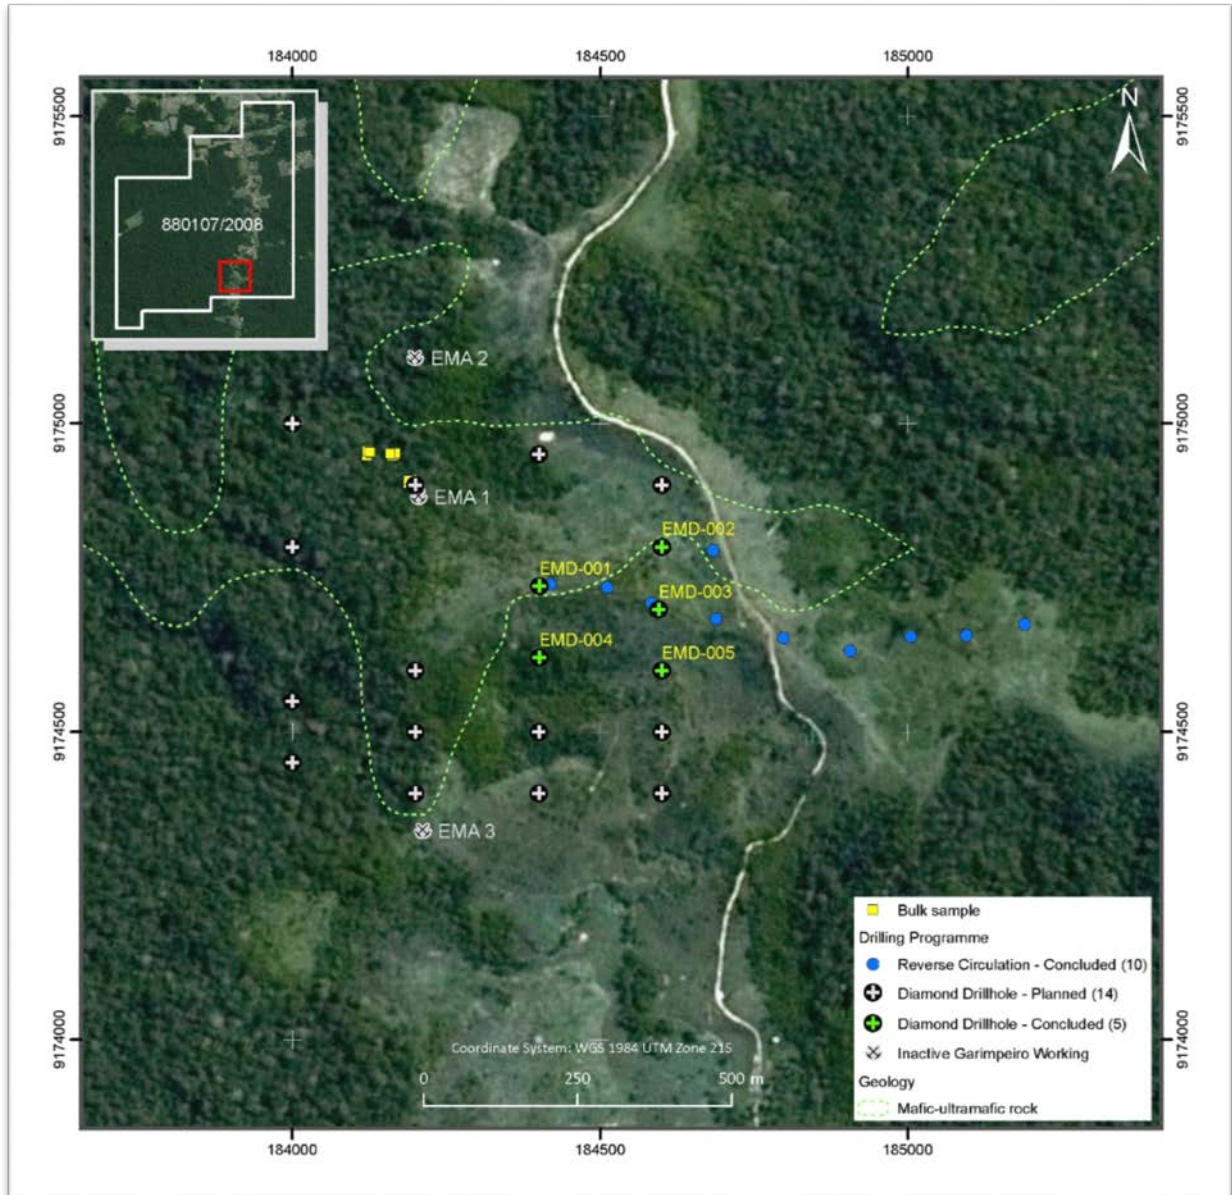 184000 184500 185000
N
9175500 9175500
880107/2008
EMA 2
9175000 9175000
EMA 1
EMD-002
EMD-001
EMD-003
EMD-004
EMD-005
9174500 9174500
EMA 3
Bulk sample
Drilling Programme
Reverse Circulation - Concluded (10)
Diamond Drillhole - Planned (14)
Diamond Drillhole - Concluded (5)
Inactive Garimpeiro Working
Geology
Mafic-ultramafic rock
9174000 9174000
Coordinate System: WGS 1984 UTM Zone 21S
0 250 500 m
184000 184500 185000